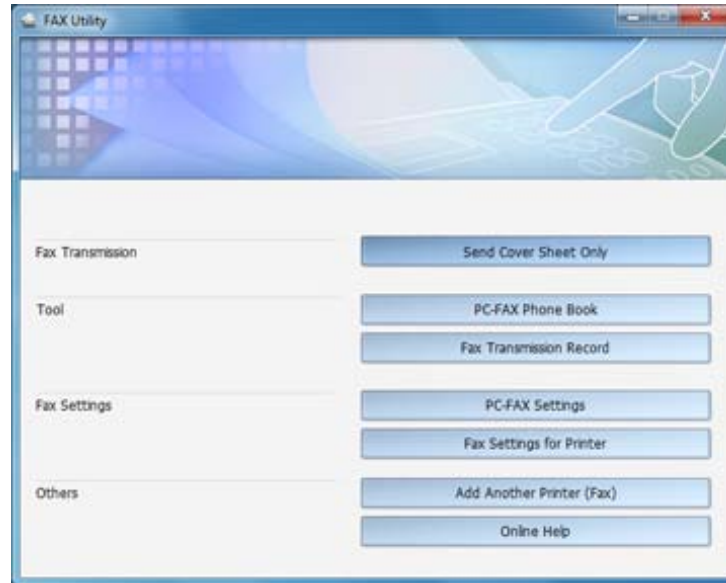 FAX Utility
Fax Transmission
Send Cover Sheet Only
Tool
PC-FAX Phone Book
Fax Transmission Record
Fax Settings
PC-FAX Settings
Fax Settings for Printer
Others
Add Another Printer (Fax)
Online Help